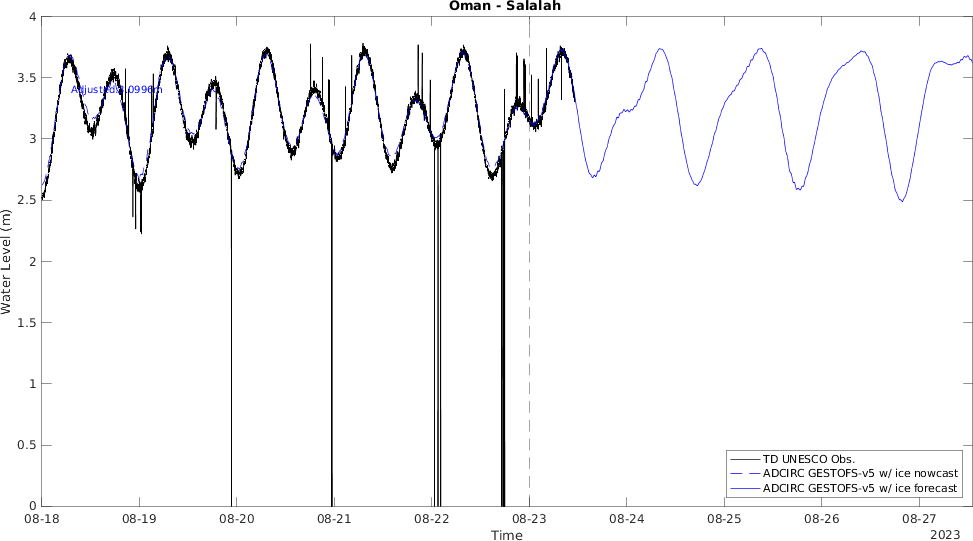 Oman - Salalah
4
3.5
3
2.5
2
1.5
1
0.5
0
Water Level (m)
08-18 08-19 08-20 08-21 08-22 08-23 08-24 08-25 08-26 08-27
Time
2023
TD UNESCO Obs.
ADCIRC GESTOFS-v5 w/ ice nowcast
ADCIRC GESTOFS-v5 w/ ice forecast